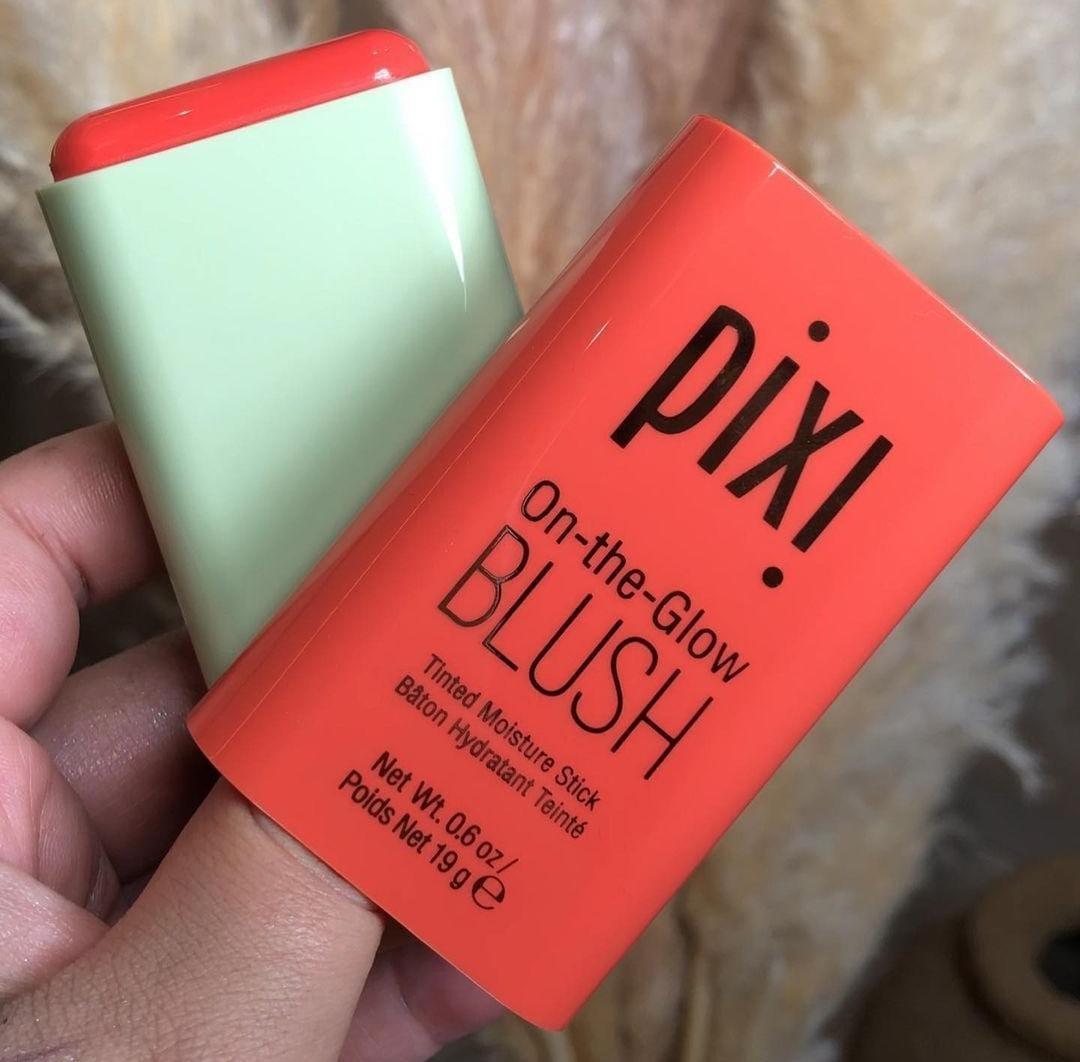 pixi
On-the-Glow
BLUSH
Tinted Moisture Stick
Bâton Hydratant Teinté
Net Wt. 0.6 oz/
Poids Net 19 g ℮